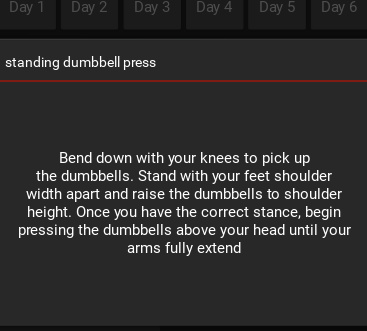 Day 1 Day 2 Day 3 Day 4 Day 5 Day 6
standing dumbbell press
Bend down with your knees to pick up
the dumbbells. Stand with your feet shoulder
width apart and raise the dumbbells to shoulder
height. Once you have the correct stance, begin
pressing the dumbbells above your head until your
arms fully extend